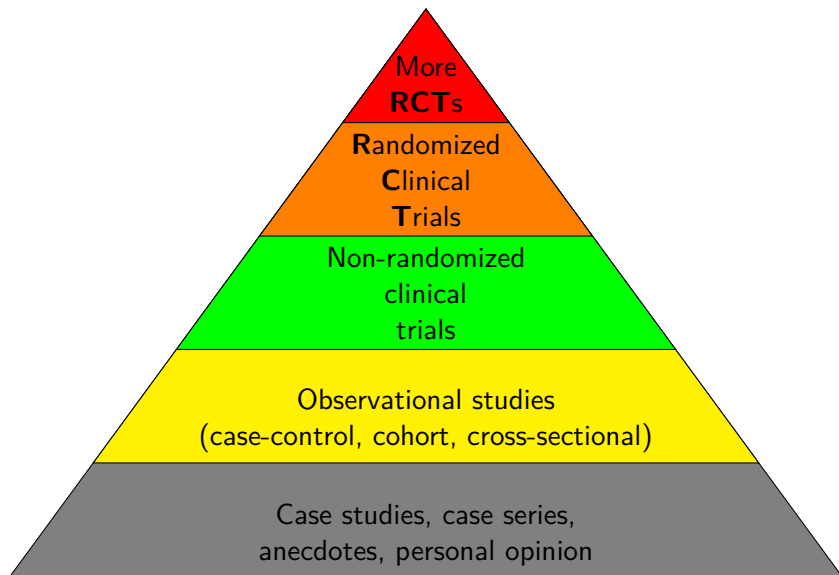 More
RCTs
Randomized
Clinical
Trials
Non-randomized
clinical
trials
Observational studies
(case-control, cohort, cross-sectional)
Case studies, case series,
anecdotes, personal opinion